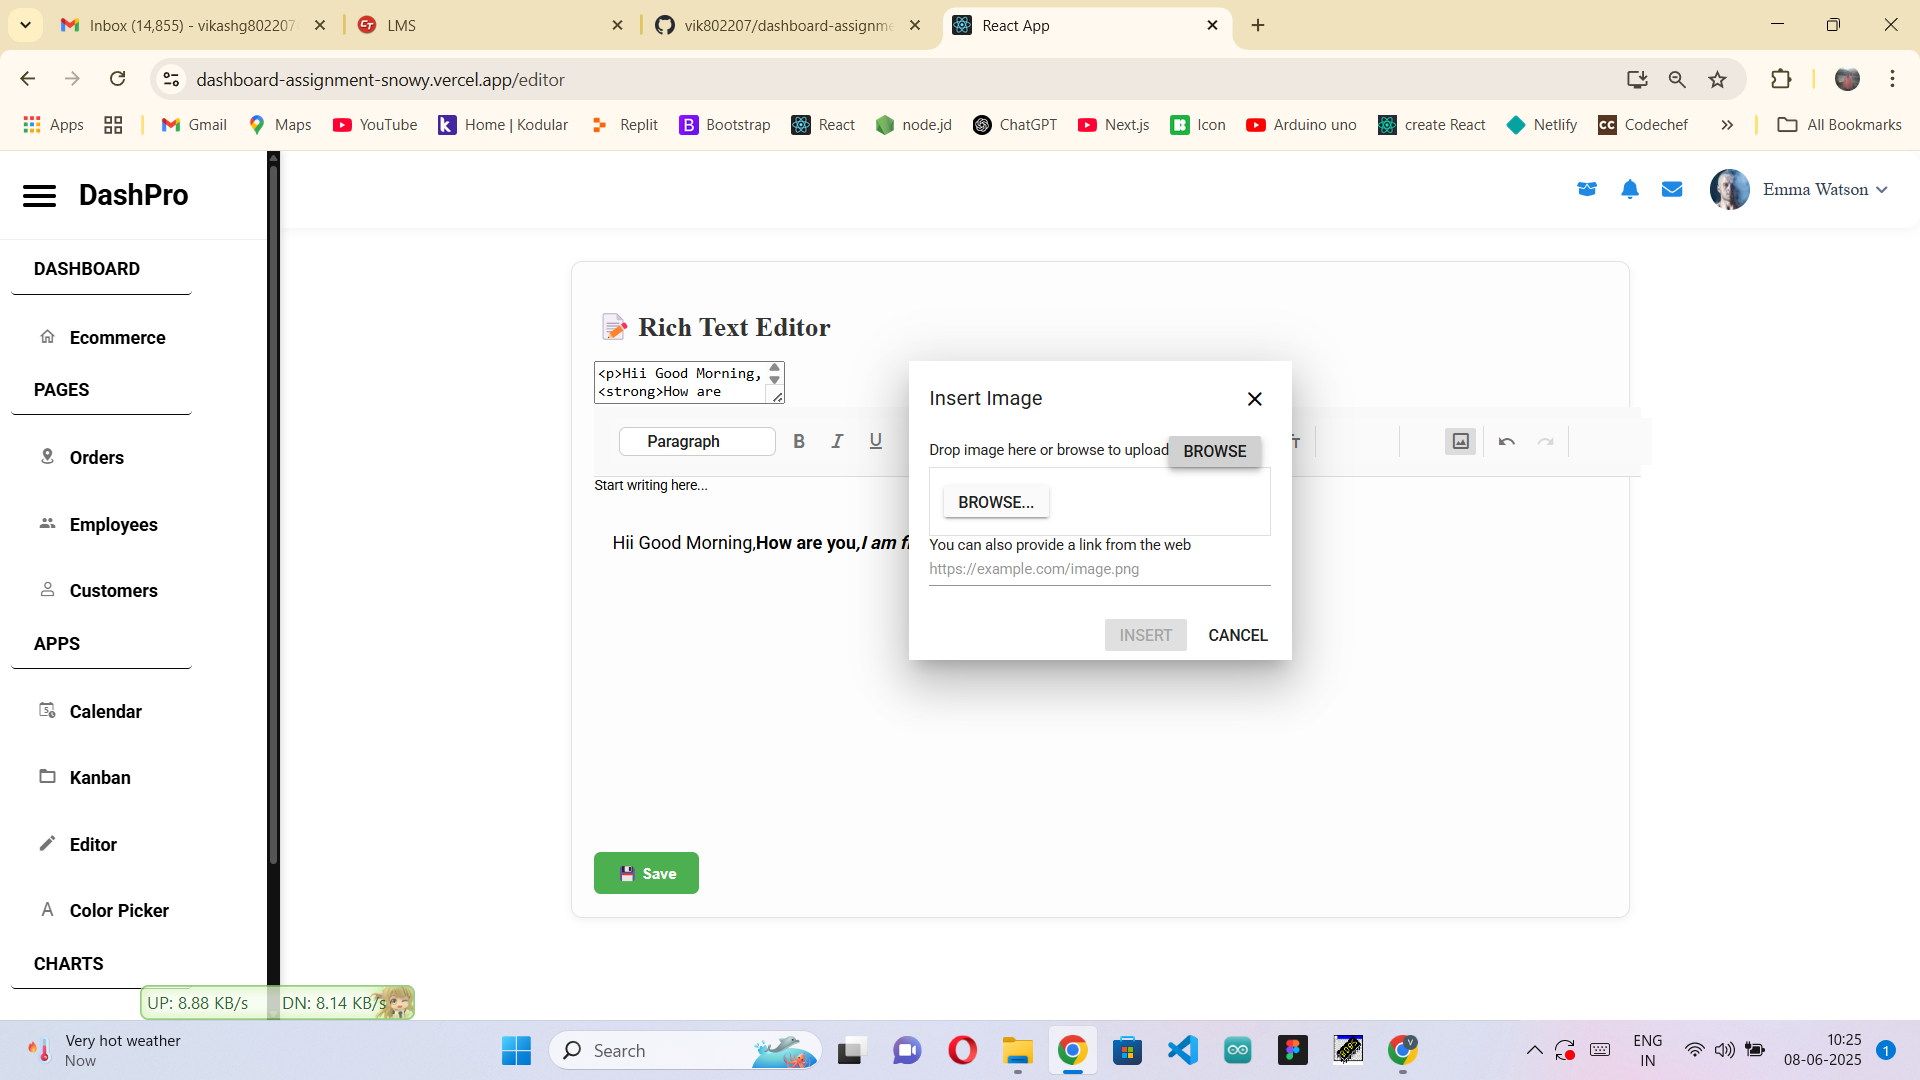 Inbox (14,855) - vikashg802207
LMS
vik802207/dashboard-assignme
React App
dashboard-assignment-snowy.vercel.app/editor
Apps
Gmail
Maps
YouTube
Home | Kodular
Replit
Bootstrap
React
node.jd
ChatGPT
Next.js
Icon
Arduino uno
create React
Netlify
Codechef
All Bookmarks
DashPro
Emma Watson
DASHBOARD
Ecommerce
PAGES
Orders
Employees
Customers
APPS
Calendar
Kanban
Editor
Color Picker
CHARTS
Rich Text Editor
<p>Hii Good Morning,
<strong>How are
Paragraph
B I U
Start writing here...
Hii Good Morning,How are you,I am fi
Insert Image
Drop image here or browse to upload
BROWSE
BROWSE...
You can also provide a link from the web
https://example.com/image.png
INSERT
CANCEL
Save
UP: 8.88 KB/s
DN: 8.14 KB/s
Very hot weather
Now
Search
ENG
IN
10:25
08-06-2025
1